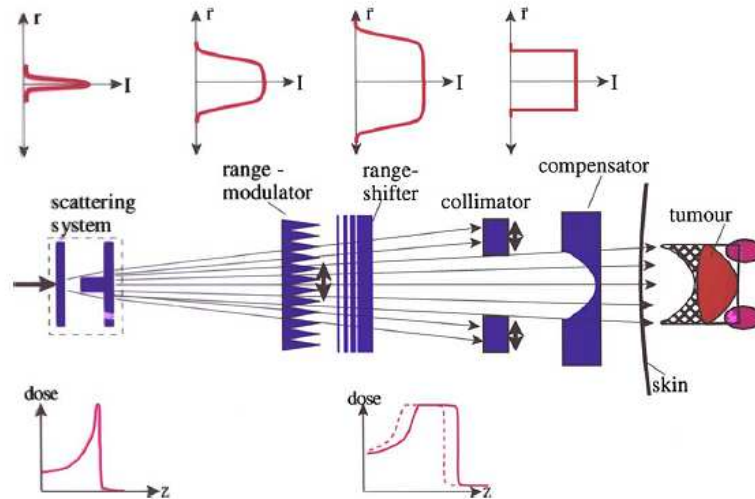 r
I
r
I
r
I
r
I
scattering
system
range -
modulator
range-
shifter
collimator
compensator
tumour
skin
dose
z
dose
z